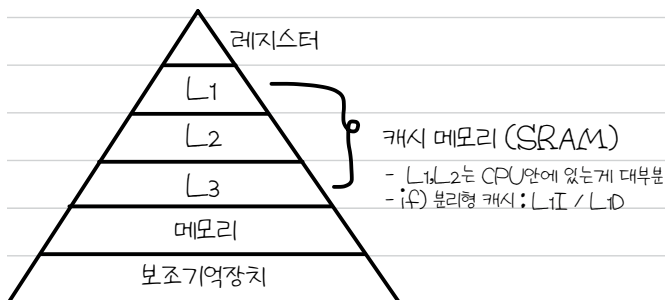 레지스터
L1
L2
L3
메모리
보조기억장치
캐시 메모리 (SRAM)
- L1,L2는 CPU안에 있는게 대부분
- if) 분리형 캐시 : L1I / L1D